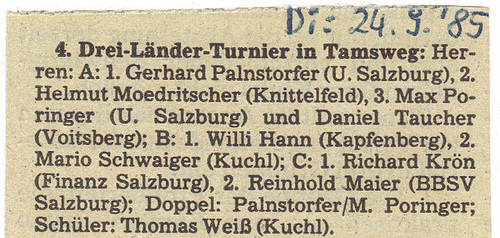 Di: 24.9.'85
4. Drei-Länder-Turnier in Tamsweg: Her-
ren: A: 1. Gerhard Palnstorfer (U. Salzburg), 2.
Helmut Moedritscher (Knittelfeld), 3. Max Po-
ringer (U. Salzburg) und Daniel Taucher
(Voitsberg); B: 1. Willi Hann (Kapfenberg), 2.
Mario Schwaiger (Kuchl); C: 1. Richard Krön
(Finanz Salzburg), 2. Reinhold Maier (BBSV
Salzburg); Doppel: Palnstorfer/M. Poringer;
Schüler: Thomas Weiß (Kuchl).